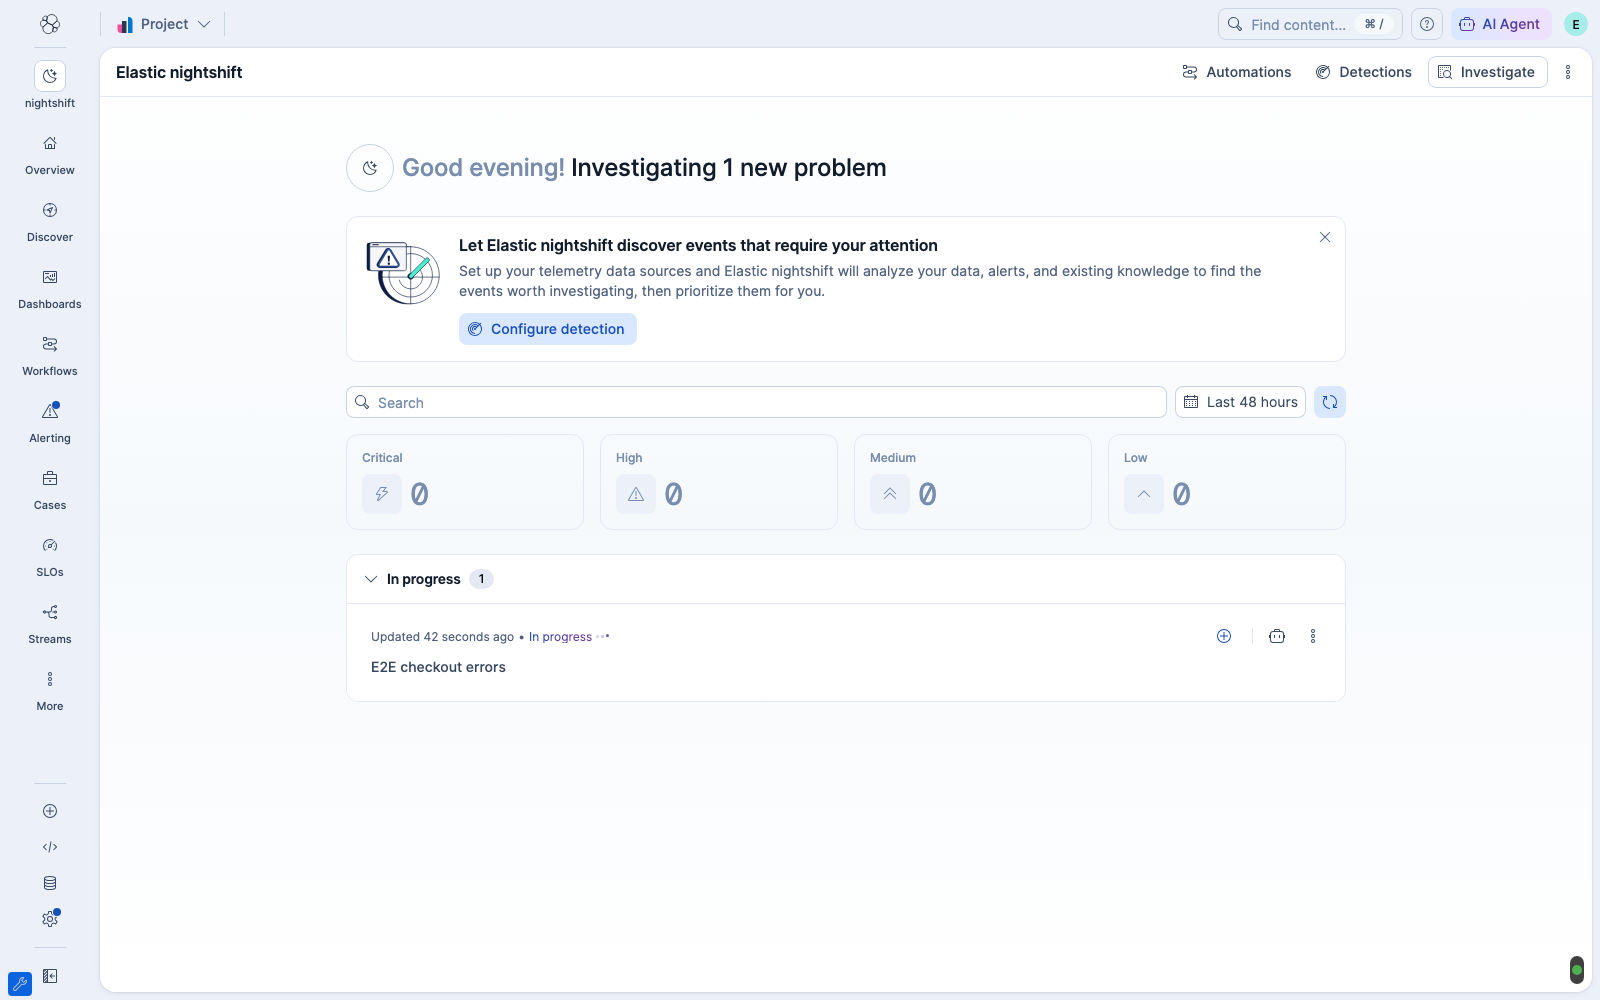 Project
Find content...
⌘ /
AI Agent
E
nightshift
Overview
Discover
Dashboards
Workflows
Alerting
Cases
SLOs
Streams
More
Elastic nightshift
Automations
Detections
Investigate
Good evening! Investigating 1 new problem
Let Elastic nightshift discover events that require your attention
Set up your telemetry data sources and Elastic nightshift will analyze your data, alerts, and existing knowledge to find the
events worth investigating, then prioritize them for you.
Configure detection
Search
Last 48 hours
Critical
0
High
0
Medium
0
Low
0
In progress 1
Updated 42 seconds ago • In progress
E2E checkout errors